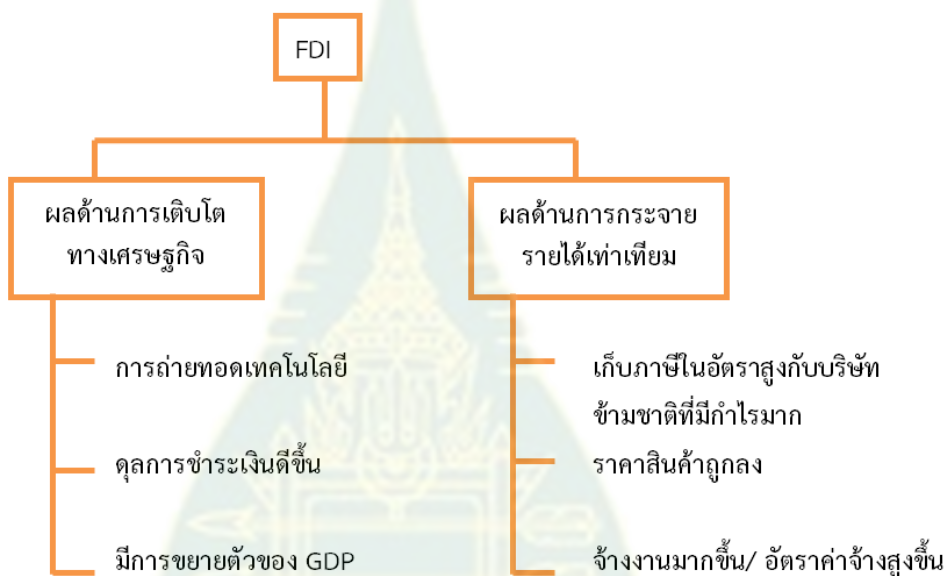 FDI
ผลด้านการเติบโต
ทางเศรษฐกิจ
การถ่ายทอดเทคโนโลยี
ดุลการชำระเงินดีขึ้น
มีการขยายตัวของ GDP
ผลด้านการกระจาย
รายได้เท่าเทียม
เก็บภาษีในอัตราสูงกับบริษัท
ข้ามชาติที่มีกำไรมาก
ราคาสินค้าถูกลง
จ้างงานมากขึ้น/ อัตราค่าจ้างสูงขึ้น